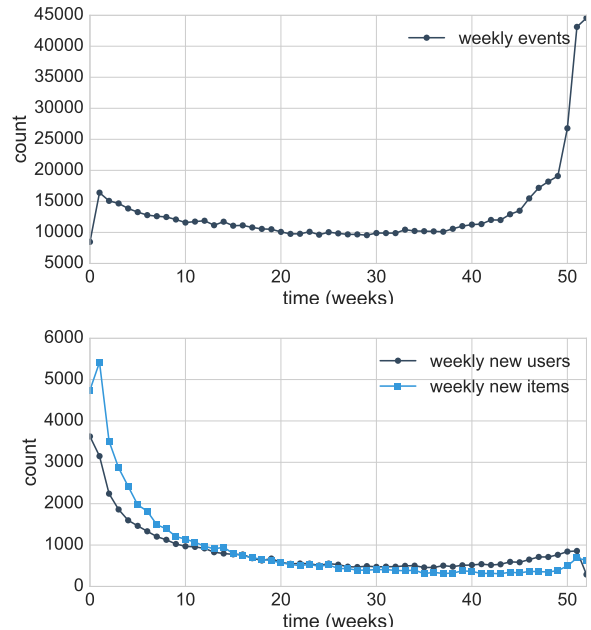 45000
40000
35000
30000
25000
20000
15000
10000
5000
count
weekly events
0 10 20 30 40 50
time (weeks)
6000
5000
4000
3000
2000
1000
0
count
weekly new users
weekly new items
0 10 20 30 40 50
time (weeks)